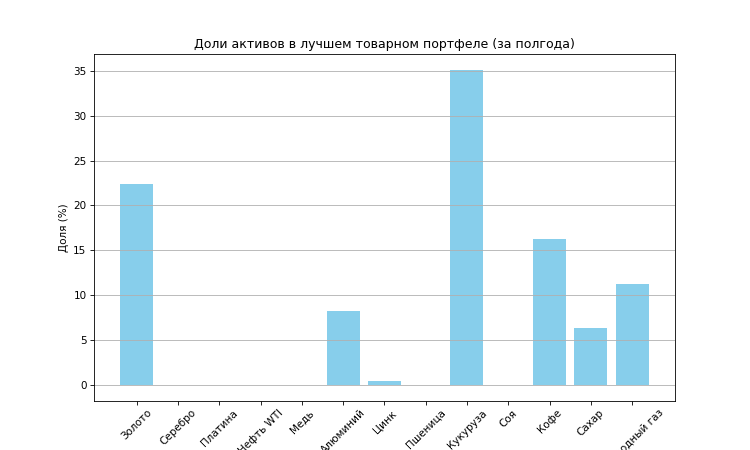 Доли активов в лучшем товарном портфеле (за полгода)
Доля (%)
35
30
25
20
15
10
5
0
Золото
Серебро
Платина
Нефть WTI
Медь
Алюминий
Цинк
Пшеница
Кукуруза
Соя
Кофе
Сахар
одный газ